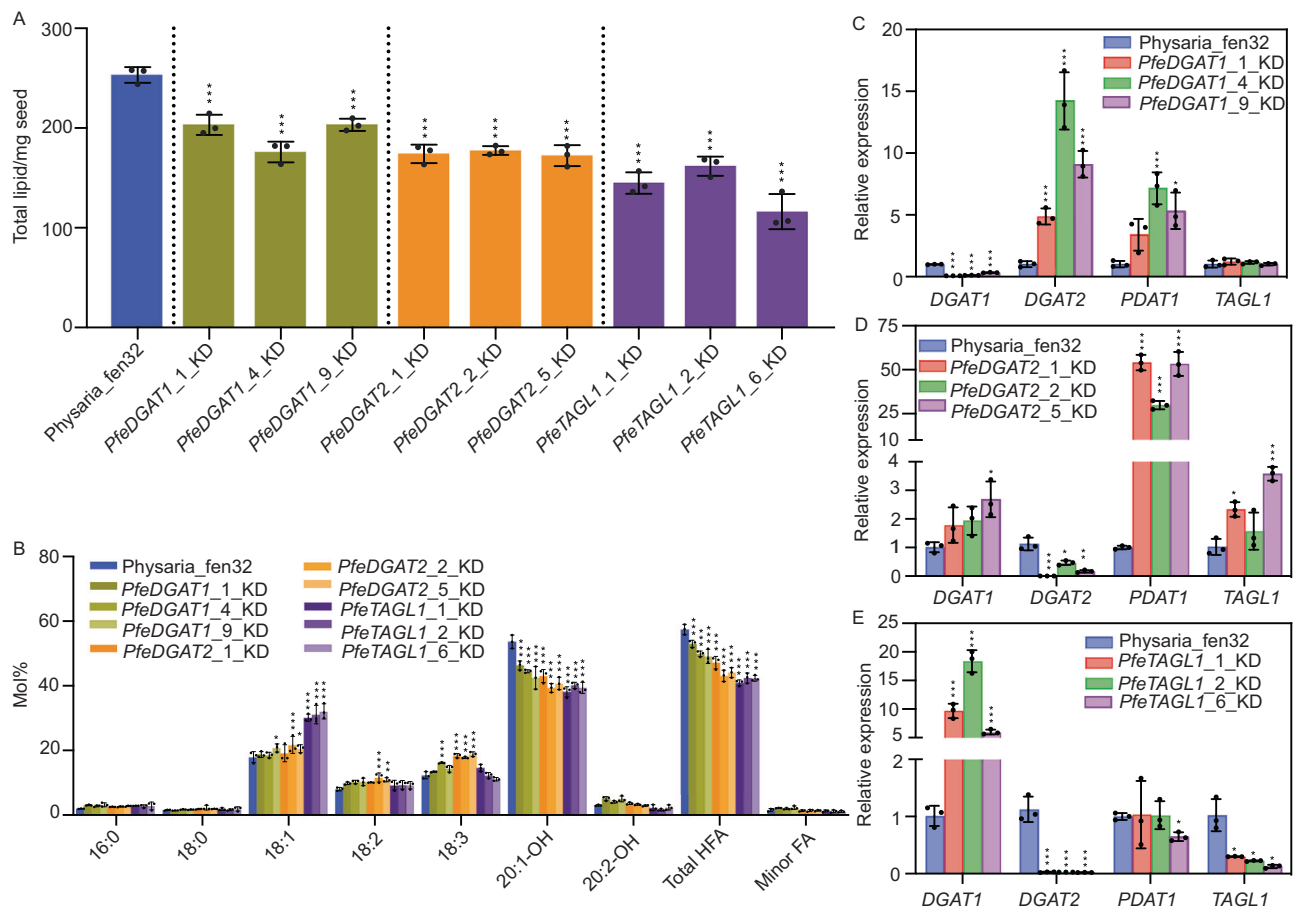 A
300
200
100
0
Total lipid/mg seed
***
***
***
***
***
***
***
***
***
Physaria_fen32
PfeDGAT1_1_KD
PfeDGAT1_4_KD
PfeDGAT1_9_KD
PfeDGAT2_1_KD
PfeDGAT2_2_KD
PfeDGAT2_5_KD
PfeTAGL1_1_KD
PfeTAGL1_2_KD
PfeTAGL1_6_KD
B
80
60
40
20
0
Mol%
Physaria_fen32
PfeDGAT1_1_KD
PfeDGAT1_4_KD
PfeDGAT1_9_KD
PfeDGAT2_1_KD
PfeDGAT2_2_KD
PfeDGAT2_5_KD
PfeTAGL1_1_KD
PfeTAGL1_2_KD
PfeTAGL1_6_KD
16:0
18:0
18:1
18:2
18:3
20:1-OH
20:2-OH
Total HFA
Minor FA
C
20
15
10
5
0
Relative expression
Physaria_fen32
PfeDGAT1_1_KD
PfeDGAT1_4_KD
PfeDGAT1_9_KD
DGAT1
DGAT2
PDAT1
TAGL1
D
75
50
25
10
4
3
2
1
0
Relative expression
Physaria_fen32
PfeDGAT2_1_KD
PfeDGAT2_2_KD
PfeDGAT2_5_KD
DGAT1
DGAT2
PDAT1
TAGL1
E
25
20
15
10
5
2
1
0
Relative expression
Physaria_fen32
PfeTAGL1_1_KD
PfeTAGL1_2_KD
PfeTAGL1_6_KD
DGAT1
DGAT2
PDAT1
TAGL1